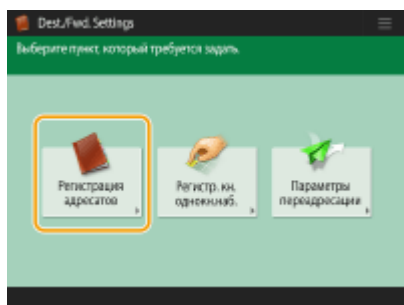 Dest./Fwd. Settings
Выберите пункт, который требуется задать.
Регистрация
адресатов
Регистр. кн.
однокн.наб.
Параметры
переадресации